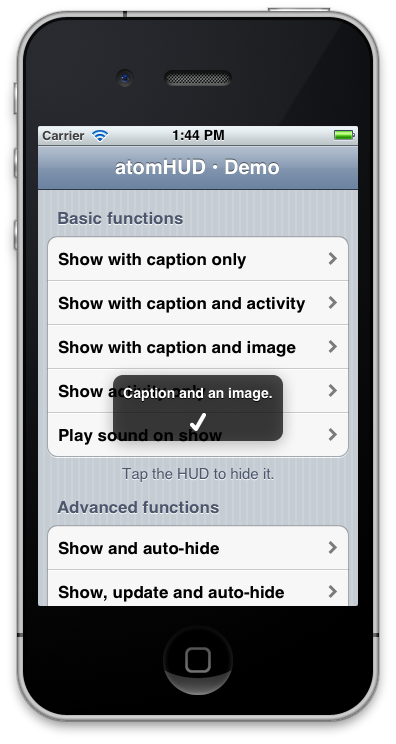 Carrier 1:44 PM
atomHUD · Demo
Basic functions
Show with caption only
Show with caption and activity
Show with caption and image
Show activity only
Caption and an image.
Play sound on show
Tap the HUD to hide it.
Advanced functions
Show and auto-hide
Show, update and auto-hide